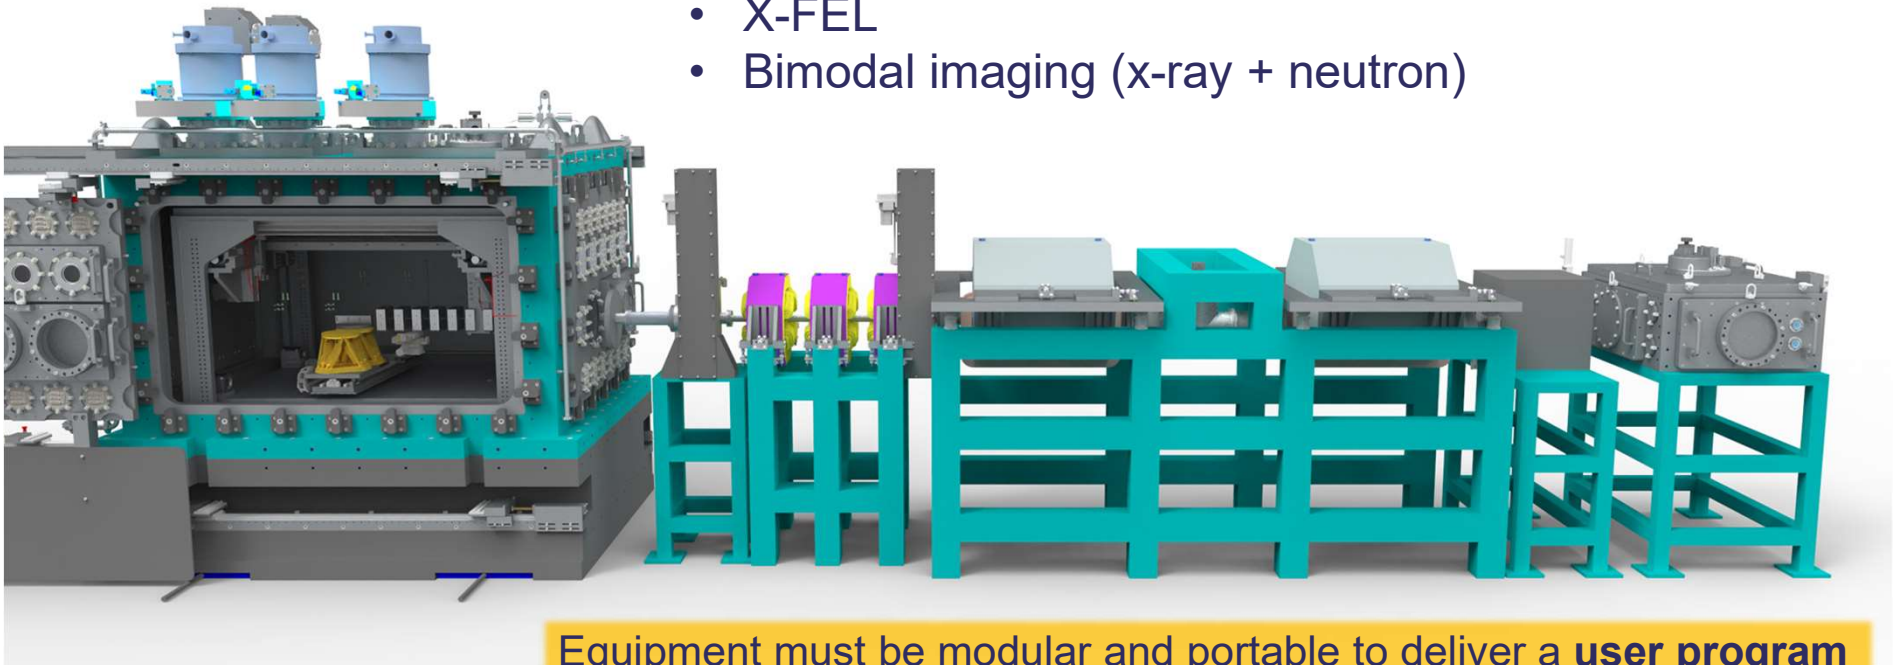 • X-FEL
• Bimodal imaging (x-ray + neutron)
Equipment must be modular and portable to deliver a user program